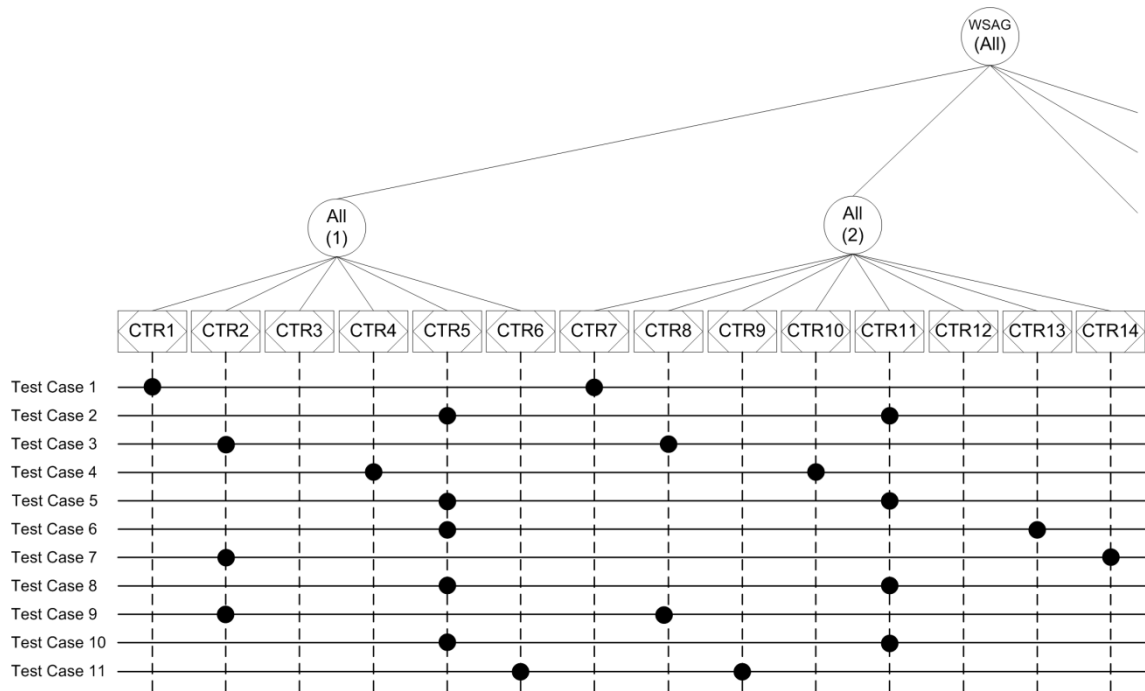 WSAG
(All)
All
(1)
All
(2)
CTR1 CTR2 CTR3 CTR4 CTR5 CTR6 CTR7 CTR8 CTR9 CTR10 CTR11 CTR12 CTR13 CTR14
Test Case 1
Test Case 2
Test Case 3
Test Case 4
Test Case 5
Test Case 6
Test Case 7
Test Case 8
Test Case 9
Test Case 10
Test Case 11